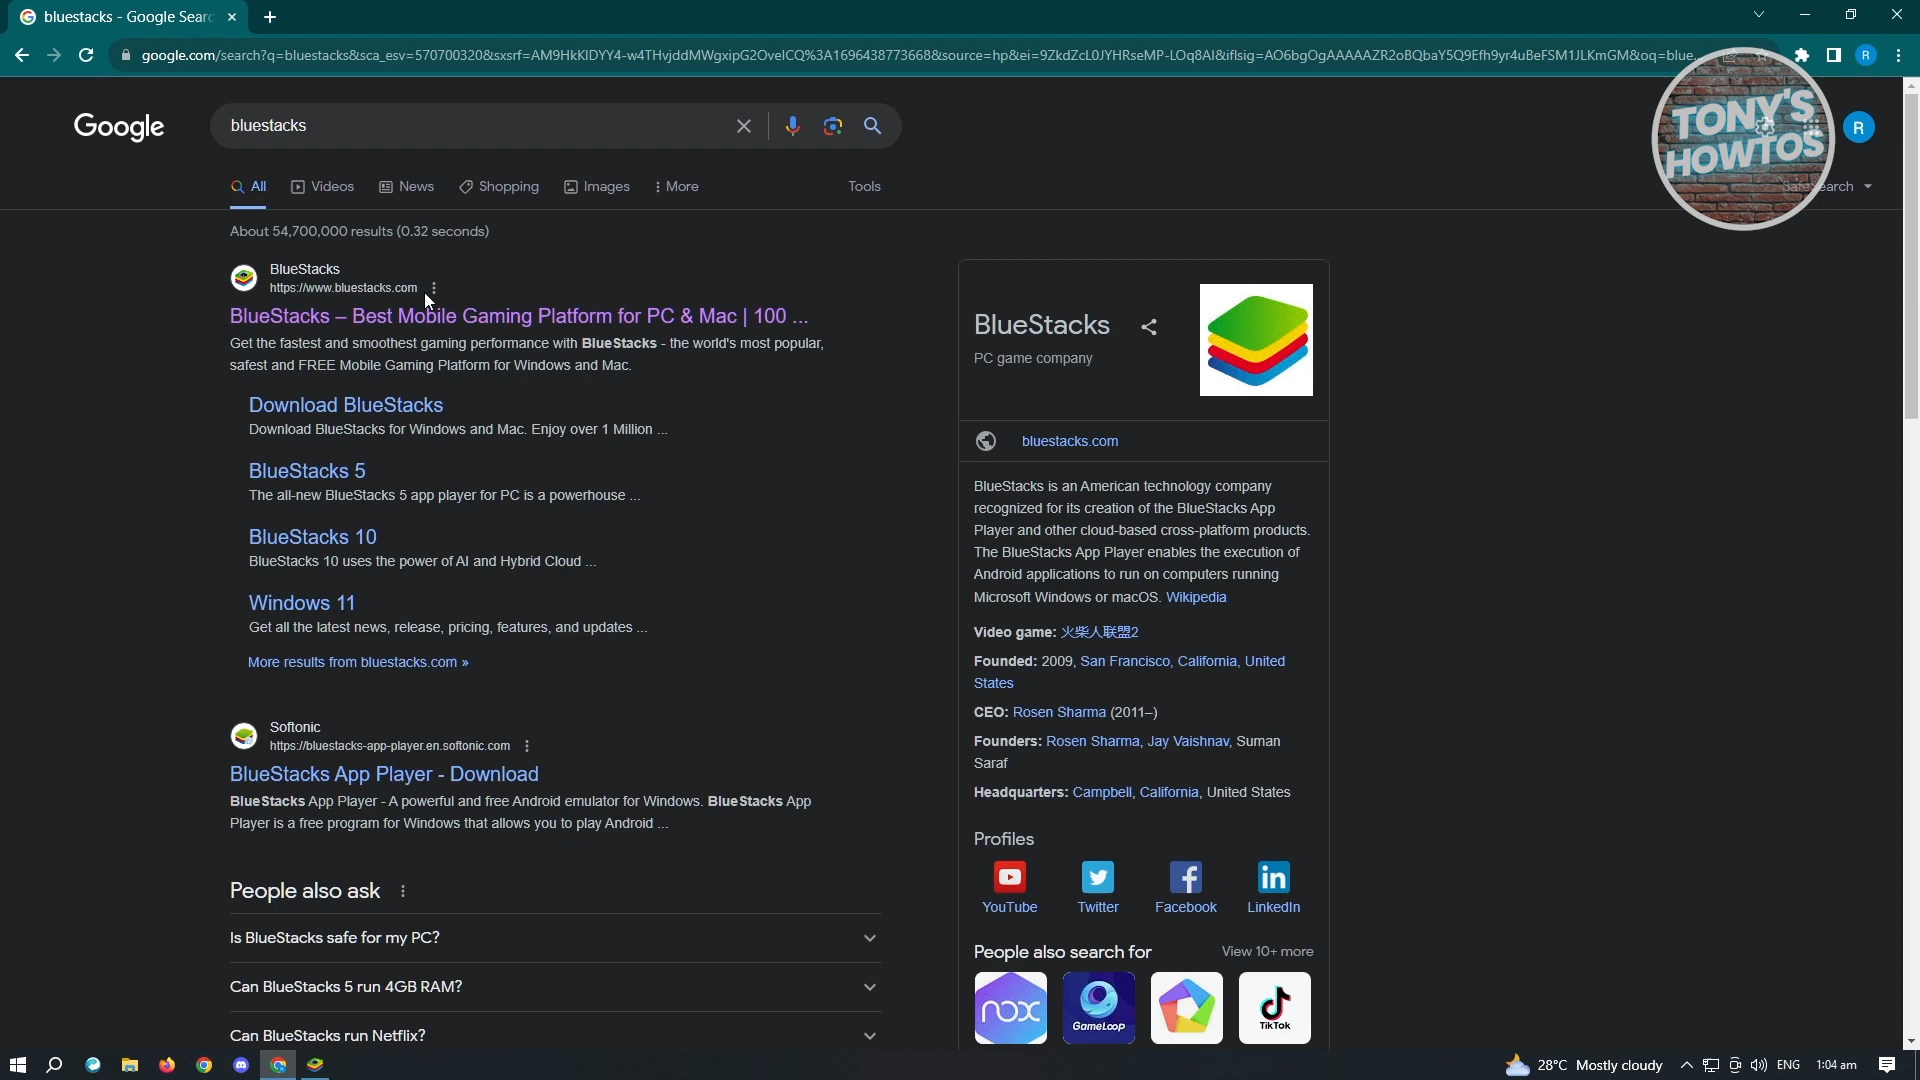 bluestacks - Google Searc
google.com/search?q=bluestacks&sca_esv=570700320&sxsrf=AM9HkKIDYY4-w4THvjddMWgxipG2OvelCQ%3A1696438773668&source=hp&ei=9ZkdZcL0JYHRseMP-LOq8AI&iflsig=AO6bgOgAAAAAZR2oBQbaY5Q9Efh9yr4uBeFSM1JLKmGM&oq=blue...
Google
bluestacks
TONY'S
HOWTOS
R
R
All
Videos
News
Shopping
Images
More
Tools
SafeSearch
About 54,700,000 results (0.32 seconds)
BlueStacks
https://www.bluestacks.com
BlueStacks – Best Mobile Gaming Platform for PC & Mac | 100 ...
Get the fastest and smoothest gaming performance with BlueStacks - the world's most popular,
safest and FREE Mobile Gaming Platform for Windows and Mac.
Download BlueStacks
Download BlueStacks for Windows and Mac. Enjoy over 1 Million ...
BlueStacks 5
The all-new BlueStacks 5 app player for PC is a powerhouse ...
BlueStacks 10
BlueStacks 10 uses the power of AI and Hybrid Cloud ...
Windows 11
Get all the latest news, release, pricing, features, and updates ...
More results from bluestacks.com »
Softonic
https://bluestacks-app-player.en.softonic.com
BlueStacks App Player - Download
BlueStacks App Player - A powerful and free Android emulator for Windows. BlueStacks App
Player is a free program for Windows that allows you to play Android ...
People also ask
Is BlueStacks safe for my PC?
Can BlueStacks 5 run 4GB RAM?
Can BlueStacks run Netflix?
BlueStacks
PC game company
bluestacks.com
BlueStacks is an American technology company
recognized for its creation of the BlueStacks App
Player and other cloud-based cross-platform products.
The BlueStacks App Player enables the execution of
Android applications to run on computers running
Microsoft Windows or macOS. Wikipedia
Video game: 火柴人联盟2
Founded: 2009, San Francisco, California, United
States
CEO: Rosen Sharma (2011–)
Founders: Rosen Sharma, Jay Vaishnav, Suman
Saraf
Headquarters: Campbell, California, United States
Profiles
YouTube
Twitter
Facebook
LinkedIn
People also search for
View 10+ more
nox
GameLoop
TikTok
28°C Mostly cloudy
ENG
1:04 am